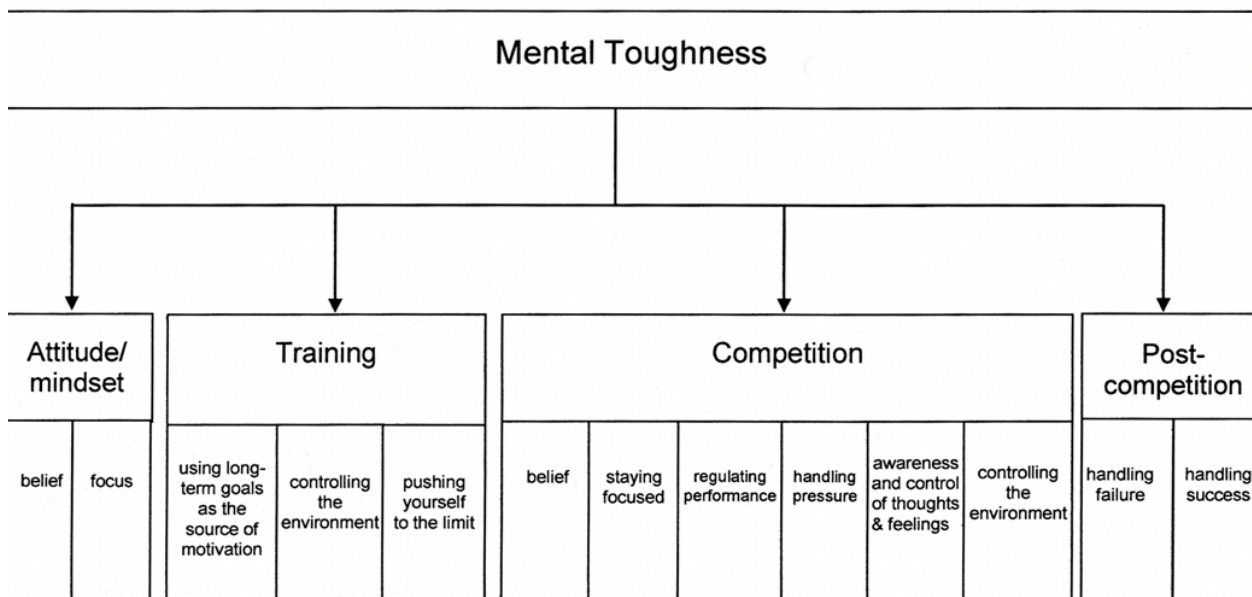 Mental Toughness
Attitude/
mindset
Training
Competition
Post-
competition
belief
focus
using long-
term goals
as the
source of
motivation
controlling
the
environment
pushing
yourself
to the limit
belief
staying
focused
regulating
performance
handling
pressure
awareness
and control
of thoughts
& feelings
controlling
the
environment
handling
failure
handling
success